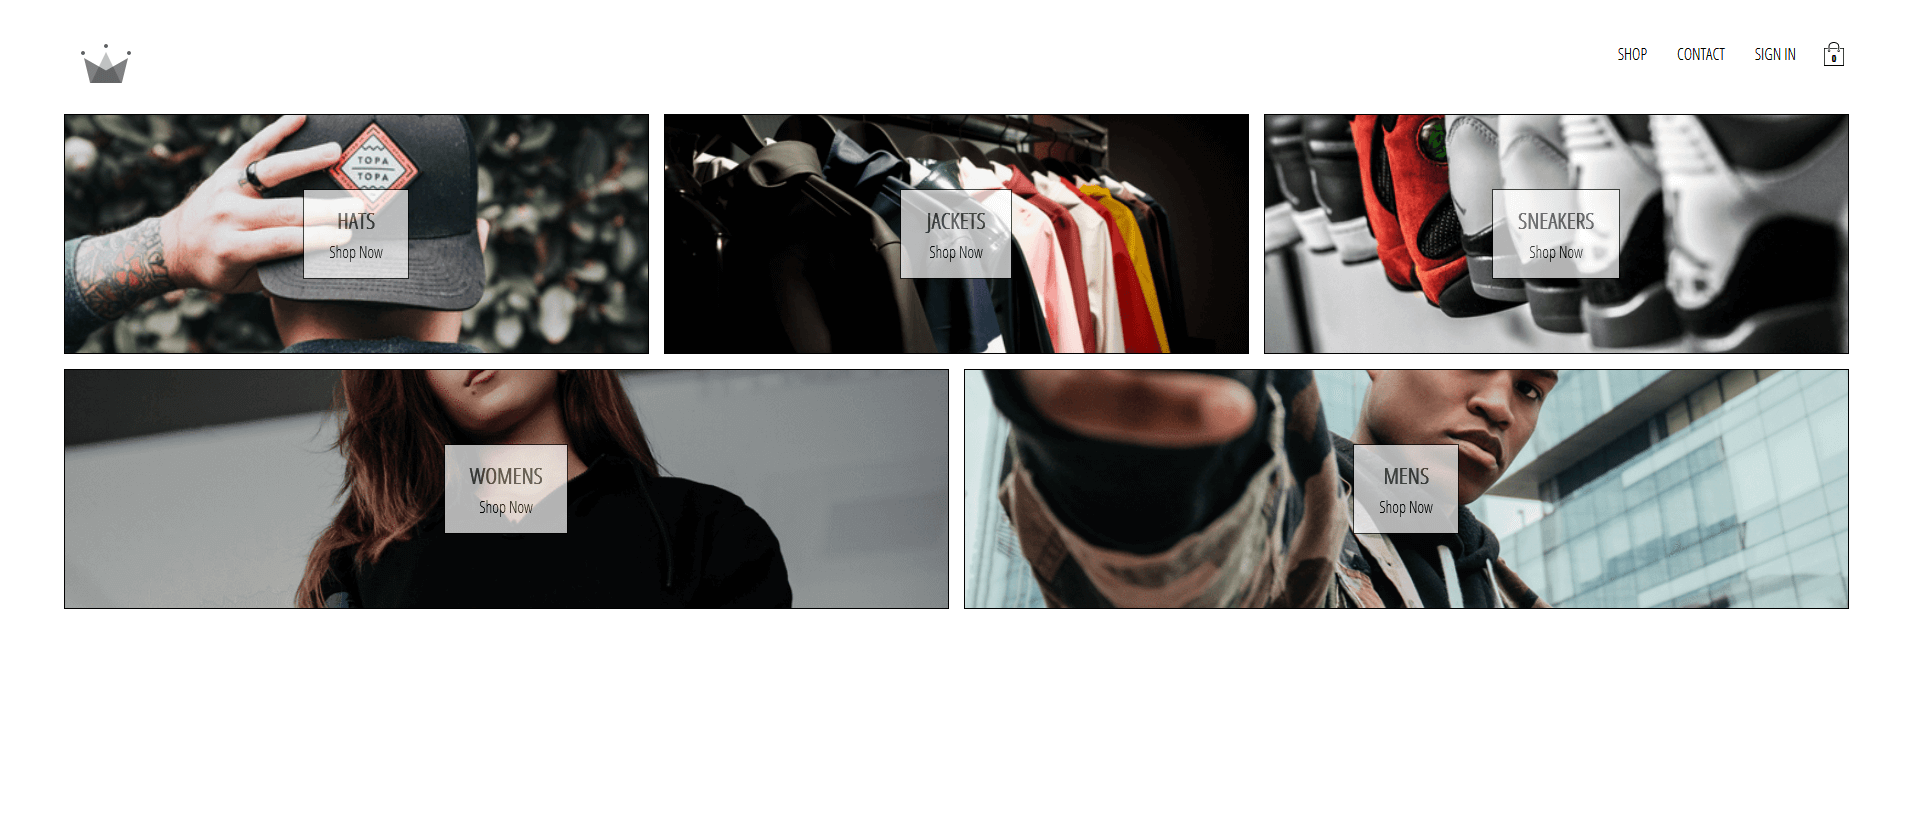 SHOP
CONTACT
SIGN IN
0
TOPA
TOPA
HATS
Shop Now
JACKETS
Shop Now
SNEAKERS
Shop Now
WOMENS
Shop Now
MENS
Shop Now